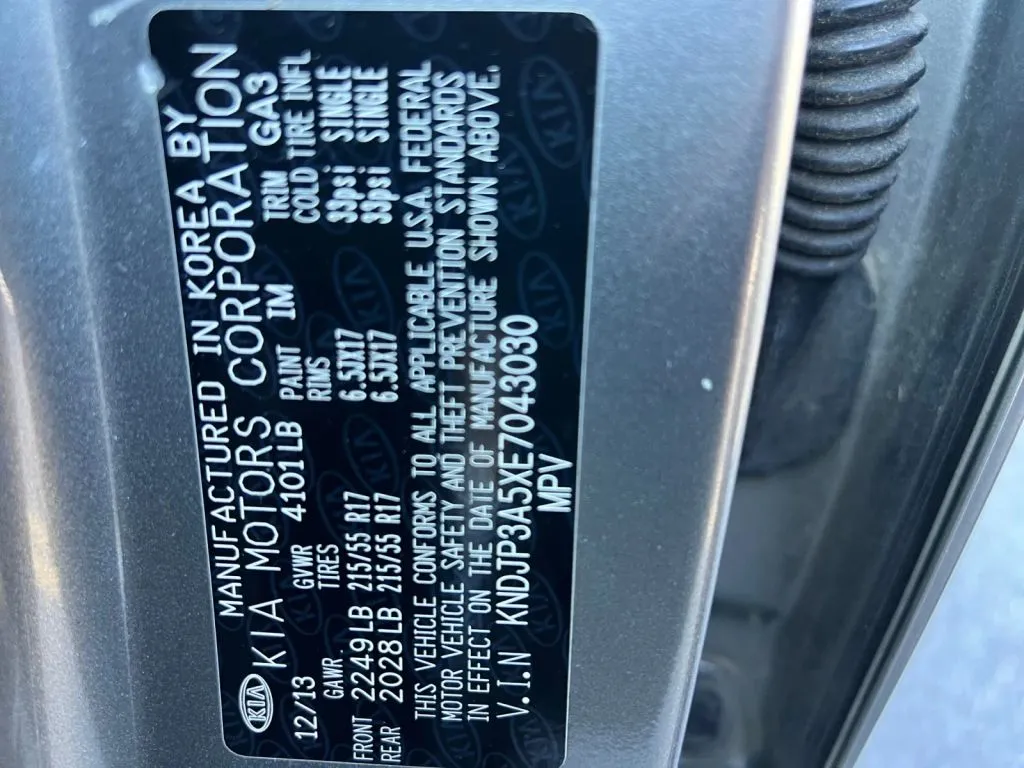 MANUFACTURED IN KOREA BY
KIA KIA MOTORS CORPORATION
12/13 GVWR 4101LB PAINT IM TRIM GA3
GAWR TIRES RIMS COLD TIRE INFL
FRONT 2249LB 215/55 R17 6.5JX17 33psi SINGLE
REAR 2028LB 215/55 R17 6.5JX17 33psi SINGLE
THIS VEHICLE CONFORMS TO ALL APPLICABLE U.S.A. FEDERAL
MOTOR VEHICLE SAFETY AND THEFT PREVENTION STANDARDS
IN EFFECT ON THE DATE OF MANUFACTURE SHOWN ABOVE.
V.I.N KNDJP3A5XE7043030
MPV